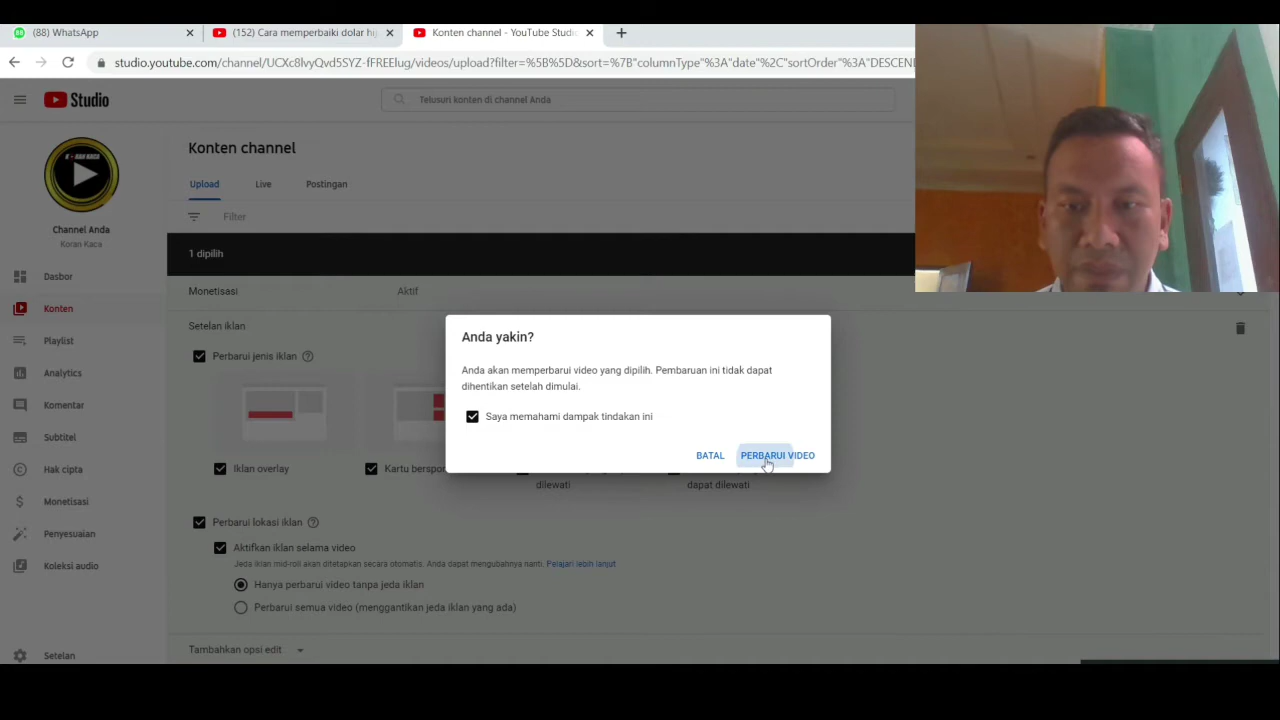 (88) WhatsApp
(152) Cara memperbaiki dolar hij
Konten channel - YouTube Studio
studio.youtube.com/channel/UCXc8lvyQvd5SYZ-fFREElug/videos/upload?filter=%5B%5D&sort=%7B"columnType"%3A"date"%2C"sortOrder"%3A"DESCEND
Studio
Telusuri konten di channel Anda
KORAN KACA
Channel Anda
Koran Kaca
Dasbor
Konten
Playlist
Analytics
Komentar
Subtitel
Hak cipta
Monetisasi
Penyesuaian
Koleksi audio
Setelan
Konten channel
Upload
Live
Postingan
Filter
1 dipilih
Monetisasi
Aktif
Setelan iklan
Perbarui jenis iklan
Iklan overlay
Kartu berspon
dilewati
dapat dilewati
Perbarui lokasi iklan
Aktifkan iklan selama video
Jeda iklan mid-roll akan ditetapkan secara otomatis. Anda dapat mengubahnya nanti. Pelajari lebih lanjut
Hanya perbarui video tanpa jeda iklan
Perbarui semua video (menggantikan jeda iklan yang ada)
Tambahkan opsi edit
Anda yakin?
Anda akan memperbarui video yang dipilih. Pembaruan ini tidak dapat
dihentikan setelah dimulai.
Saya memahami dampak tindakan ini
BATAL
PERBARUI VIDEO